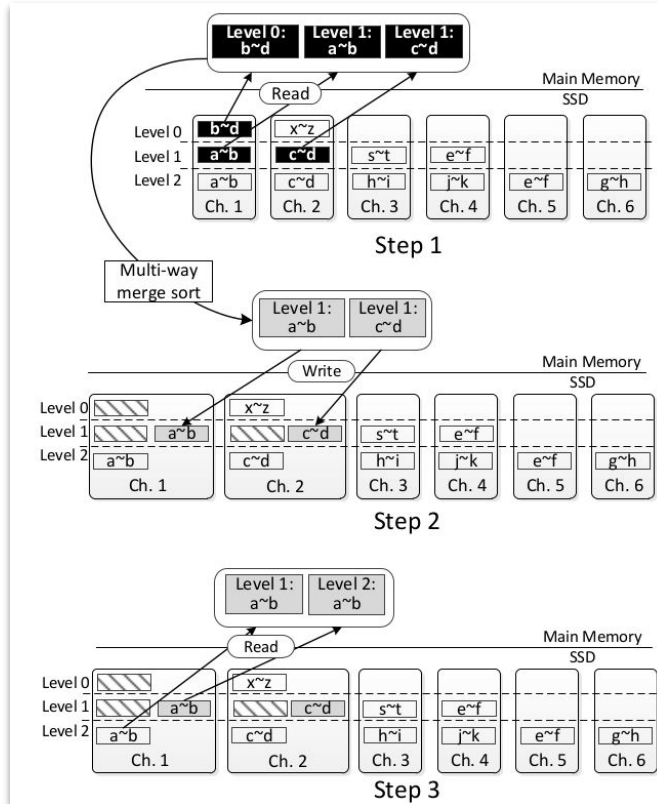 Level 0: Level 1: Level 1:
b~d a~b c~d
Main Memory
Read
SSD
Level 0 b~d x~z
Level 1 a~b c~d s~t e~f
Level 2 a~b c~d h~i j~k e~f g~h
Ch. 1 Ch. 2 Ch. 3 Ch. 4 Ch. 5 Ch. 6
Step 1
Multi-way
merge sort
Level 1: Level 1:
a~b c~d
Main Memory
Write
SSD
Level 0 x~z
Level 1 a~b c~d s~t e~f
Level 2 a~b c~d h~i j~k e~f g~h
Ch. 1 Ch. 2 Ch. 3 Ch. 4 Ch. 5 Ch. 6
Step 2
Level 1: Level 2:
a~b a~b
Main Memory
Read
SSD
Level 0 x~z
Level 1 a~b c~d s~t e~f
Level 2 a~b c~d h~i j~k e~f g~h
Ch. 1 Ch. 2 Ch. 3 Ch. 4 Ch. 5 Ch. 6
Step 3